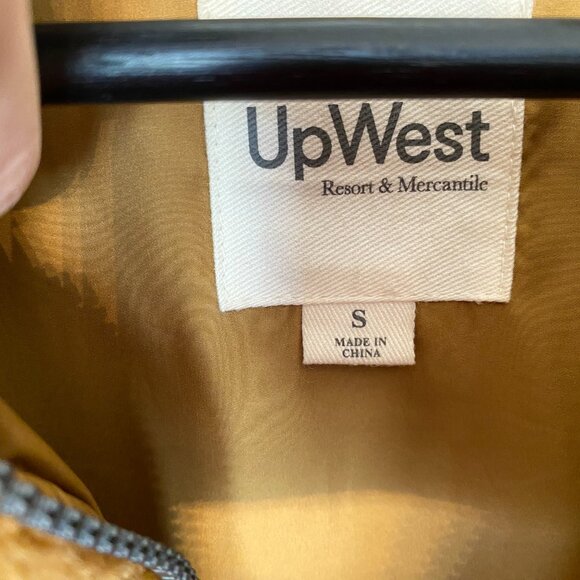 UpWest
Resort & Mercantile
S
MADE IN
CHINA